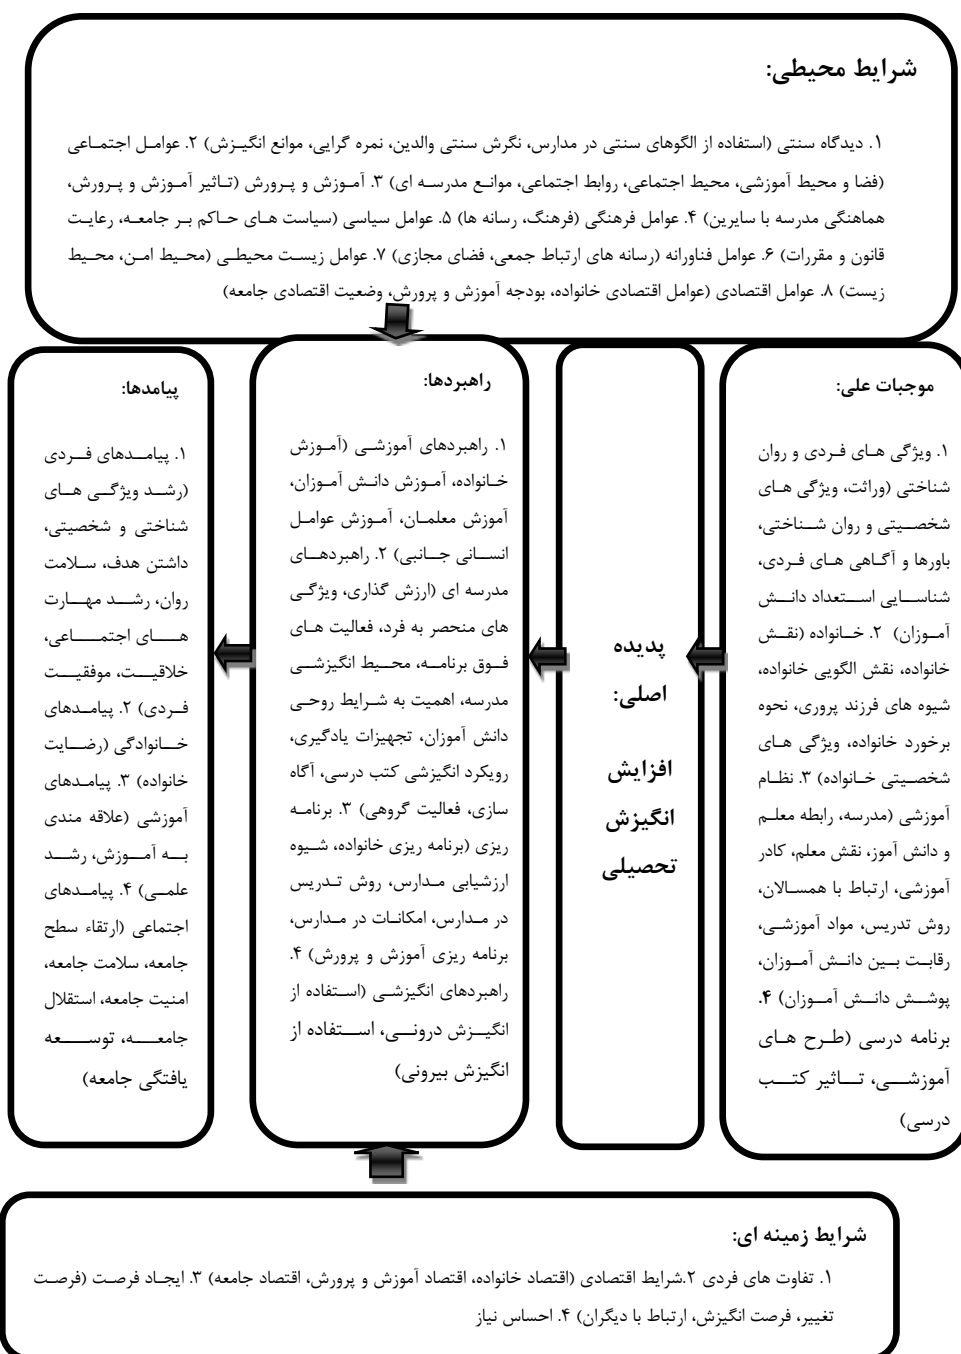 شرایط محیطی:
۱. دیدگاه سنتی (استفاده از الگوهای سنتی در مدارس، نگرش سنتی والدین، نمره گرایی، موانع انگیزش) ۲. عوامل اجتماعی
(فضا و محیط آموزشی، محیط اجتماعی، روابط اجتماعی، موانع مدرسه ای) ۳. آموزش و پرورش (تاثیر آموزش و پرورش،
هماهنگی مدرسه با سایرین) ۴. عوامل فرهنگی (فرهنگ، رسانه ها) ۵. عوامل سیاسی (سیاست های حاکم بر جامعه، رعایت
قانون و مقررات) ۶. عوامل فناورانه (رسانه های ارتباط جمعی، فضای مجازی) ۷. عوامل زیست محیطی (محیط امن، محیط
زیست) ۸. عوامل اقتصادی (عوامل اقتصادی خانواده، بودجه آموزش و پرورش، وضعیت اقتصادی جامعه)
موجبات علی:
۱. ویژگی های فردی و روان
شناختی (وراثت، ویژگی های
شخصیتی و روان شناختی،
باورها و آگاهی های فردی،
شناسایی استعداد دانش
آموزان) ۲. خانواده (نقش
خانواده، نقش الگویی خانواده،
شیوه های فرزند پروری، نحوه
برخورد خانواده، ویژگی های
شخصیتی خانواده) ۳. نظام
آموزشی (مدرسه، رابطه معلم
و دانش آموز، نقش معلم، کادر
آموزشی، ارتباط با همسالان،
روش تدریس، مواد آموزشی،
رقابت بین دانش آموزان،
پوشش دانش آموزان) ۴.
برنامه درسی (طرح های
آموزشی، تاثیر کتب
درسی)
پدیده
اصلی:
افزایش
انگیزش
تحصیلی
راهبردها:
۱. راهبردهای آموزشی (آموزش
خانواده، آموزش دانش آموزان،
آموزش معلمان، آموزش عوامل
انسانی جانبی) ۲. راهبردهای
مدرسه ای (ارزش گذاری، ویژگی
های منحصر به فرد، فعالیت های
فوق برنامه، محیط انگیزشی
مدرسه، اهمیت به شرایط روحی
دانش آموزان، تجهیزات یادگیری،
رویکرد انگیزشی کتب درسی، آگاه
سازی، فعالیت گروهی) ۳. برنامه
ریزی (برنامه ریزی خانواده، شیوه
ارزشیابی مدارس، روش تدریس
در مدارس، امکانات در مدارس،
برنامه ریزی آموزش و پرورش) ۴.
راهبردهای انگیزشی (استفاده از
انگیزش درونی، استفاده از
انگیزش بیرونی)
پیامدها:
۱. پیامدهای فردی
(رشد ویژگی های
شناختی و شخصیتی،
داشتن هدف، سلامت
روان، رشد مهارت
های اجتماعی،
خلاقیت، موفقیت
فردی) ۲. پیامدهای
خانوادگی (رضایت
خانواده) ۳. پیامدهای
آموزشی (علاقه مندی
به آموزش، رشد
علمی) ۴. پیامدهای
اجتماعی (ارتقاء سطح
جامعه، سلامت جامعه،
امنیت جامعه، استقلال
جامعه، توسعه
یافتگی جامعه)
شرایط زمینه ای:
۱. تفاوت های فردی ۲.شرایط اقتصادی (اقتصاد خانواده، اقتصاد آموزش و پرورش، اقتصاد جامعه) ۳. ایجاد فرصت (فرصت
تغییر، فرصت انگیزش، ارتباط با دیگران) ۴. احساس نیاز